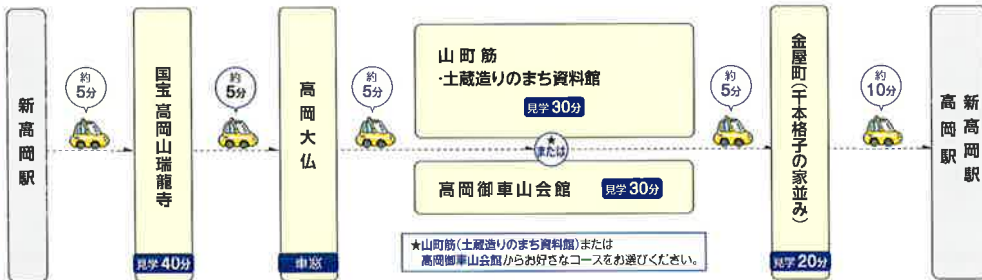 新高岡駅
約
5分
国宝 高岡山瑞龍寺
見学40分
約
5分
高岡大仏
車窓
約
5分
山町筋
・土蔵造りのまち資料館
見学30分
★
または
高岡御車山会館
見学30分
★山町筋(土蔵造りのまち資料館)または
高岡御車山会館からお好きなコースをお選びください。
約
5分
金屋町(千本格子の家並み)
見学20分
約
10分
新高岡駅
高岡駅